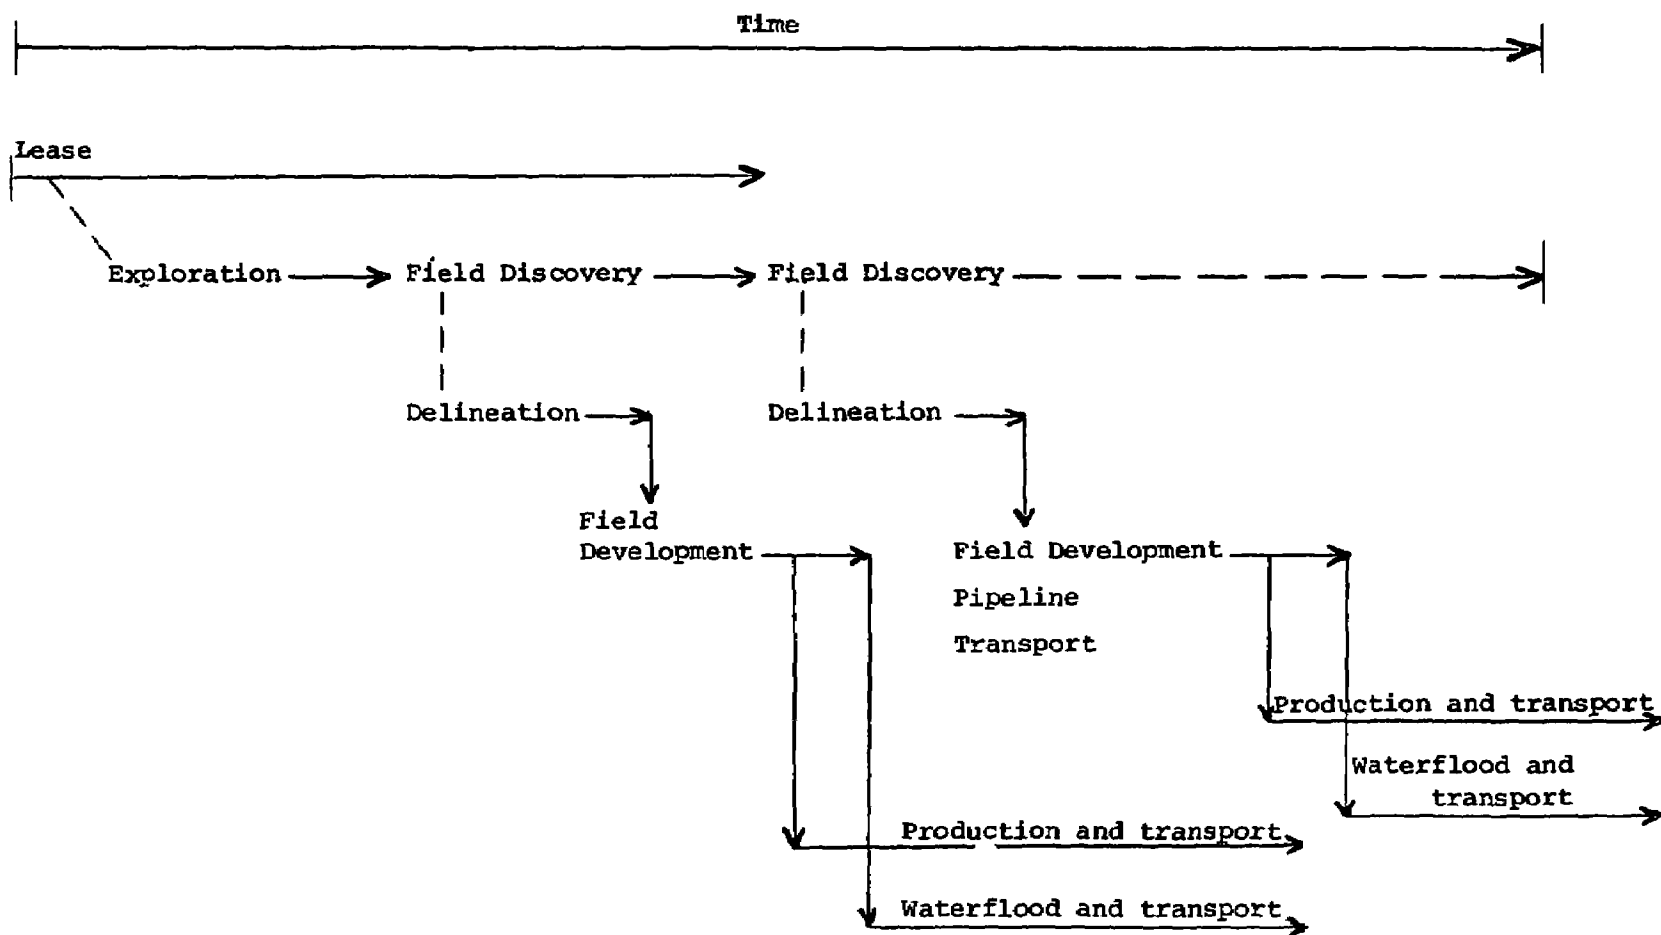 Time
Lease
Exploration
Field Discovery
Field Discovery
Delineation
Delineation
Field
Development
Field Development
Pipeline
Transport
Production and transport
Waterflood and
transport
Production and transport
Waterflood and transport